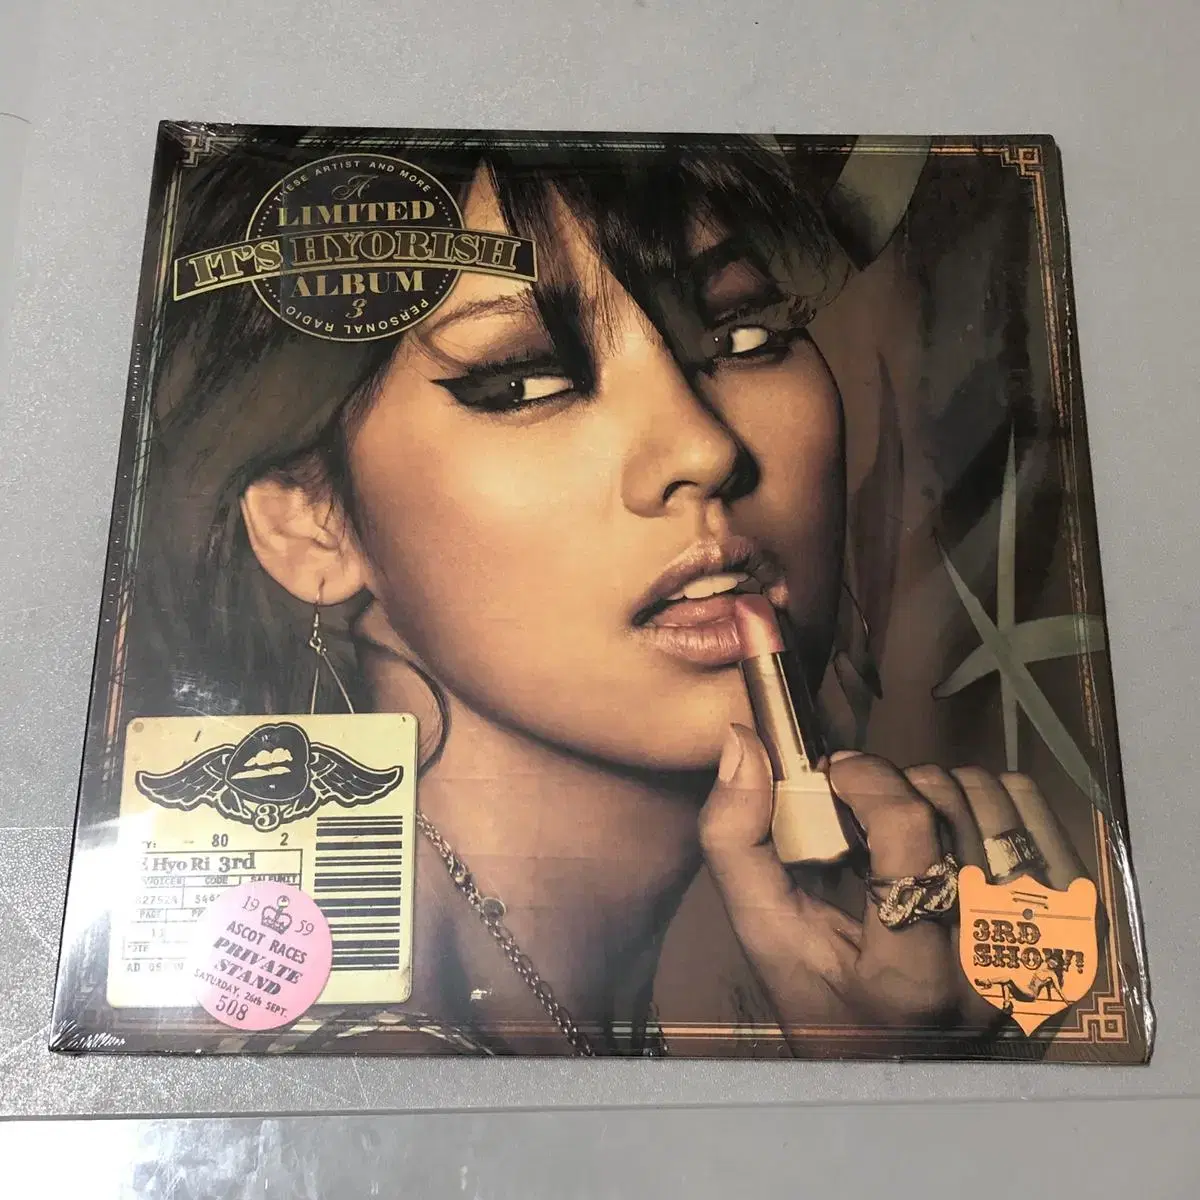 THESE ARTIST AND MORE
A
LIMITED
IT'S HYORISH
ALBUM
3
PERSONAL RADIO
3
80 2
Hyo Ri 3rd
CODE SALEUNIT
19 59
ASCOT RACES
PRIVATE
STAND
SATURDAY, 26th SEPT.
508
3RD
SHOW!